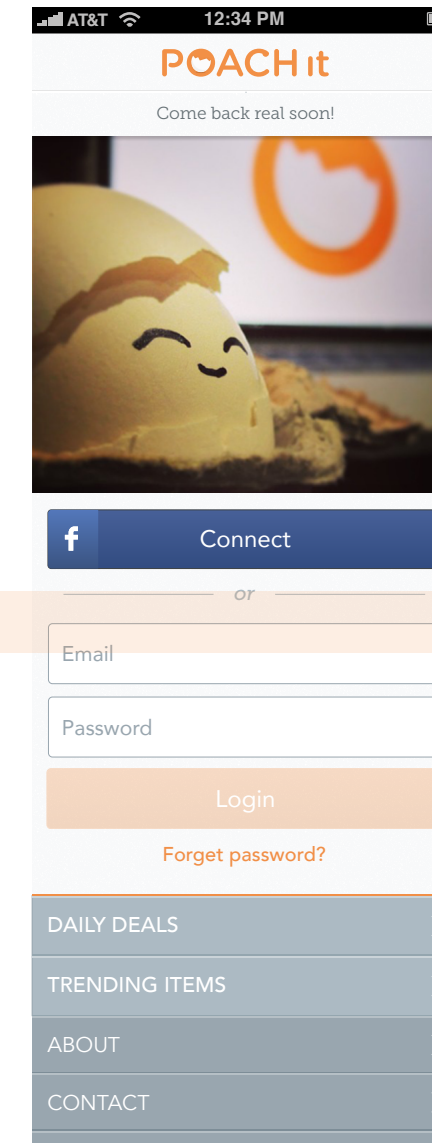 AT&T 12:34 PM
POACH it
Come back real soon!
f Connect
or
Email
Password
Login
Forget password?
DAILY DEALS
TRENDING ITEMS
ABOUT
CONTACT